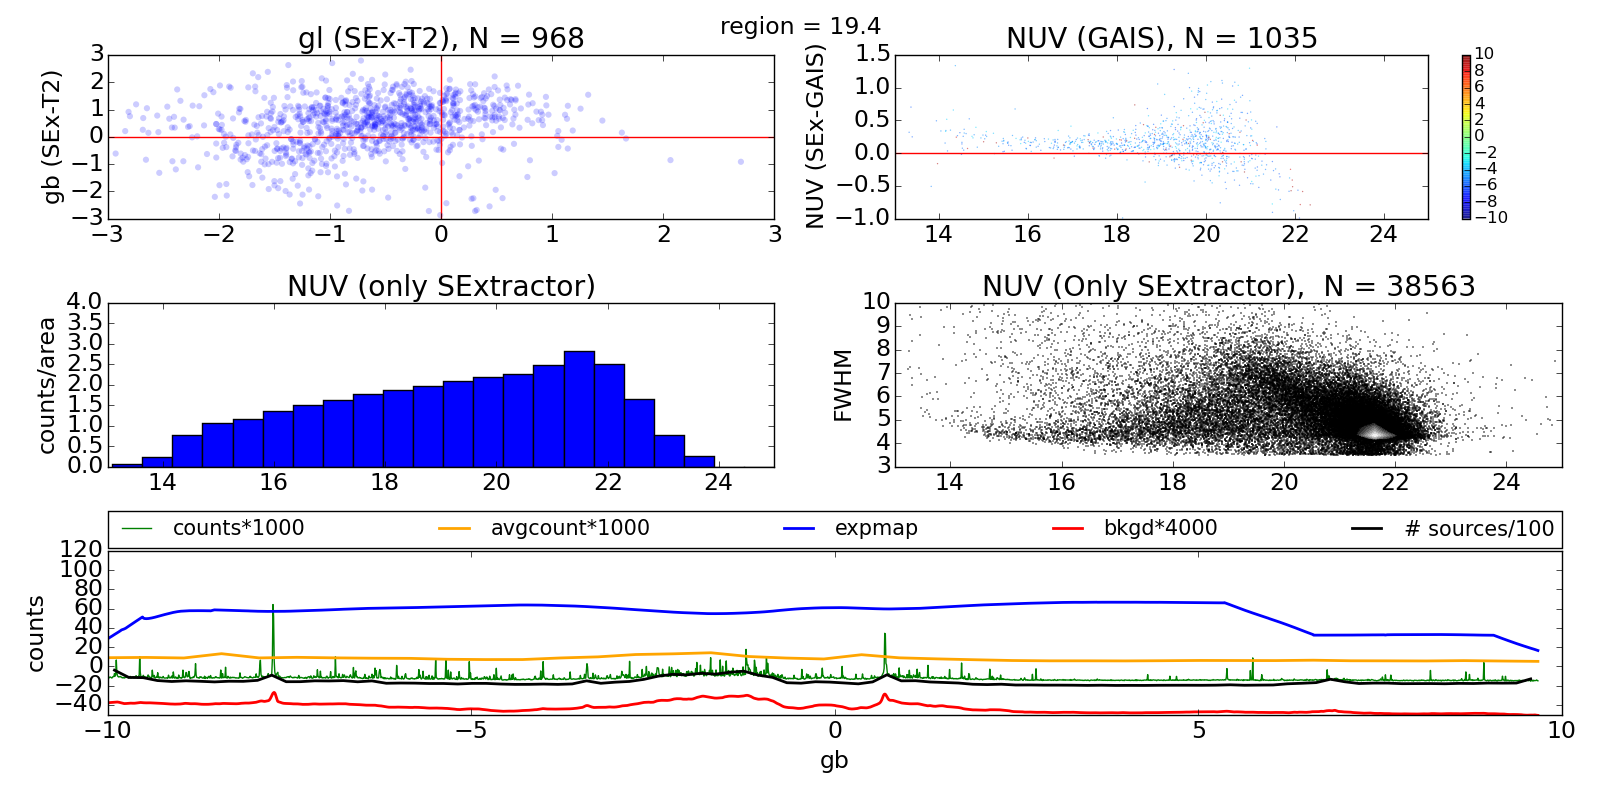 region = 19.4
gl (SEx-T2), N = 968
gb (SEx-T2)
3
2
1
0
−1
−2
−3
−3 −2 −1 0 1 2 3
NUV (GAIS), N = 1035
NUV (SEx-GAIS)
1.5
1.0
0.5
0.0
−0.5
−1.0
14 16 18 20 22 24
10
8
6
4
2
0
−2
−4
−6
−8
−10
NUV (only SExtractor)
counts/area
4.0
3.5
3.0
2.5
2.0
1.5
1.0
0.5
0.0
14 16 18 20 22 24
NUV (Only SExtractor),  N = 38563
FWHM
10
9
8
7
6
5
4
3
14 16 18 20 22 24
counts*1000 avgcount*1000 expmap bkgd*4000 # sources/100
counts
120
100
80
60
40
20
0
−20
−40
−10 −5 0 5 10
gb